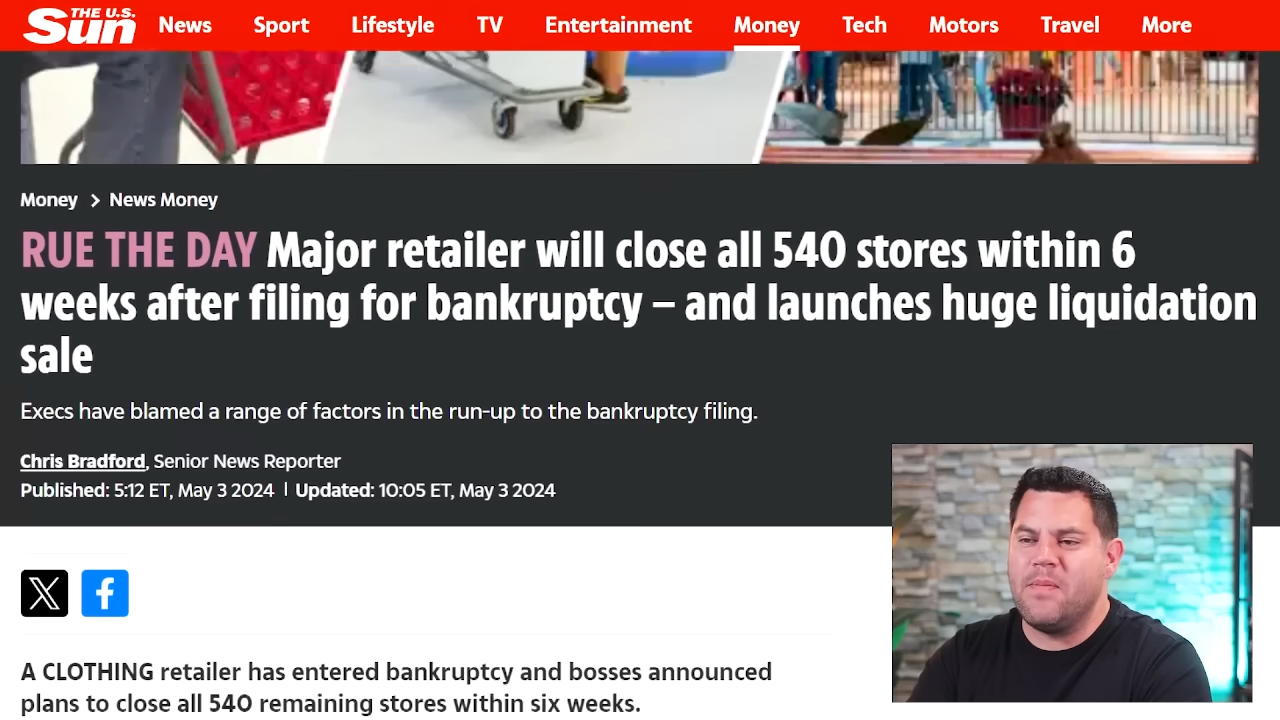 THE U.S.
Sun
News Sport Lifestyle TV Entertainment Money Tech Motors Travel More
Money > News Money
RUE THE DAY Major retailer will close all 540 stores within 6
weeks after filing for bankruptcy – and launches huge liquidation
sale
Execs have blamed a range of factors in the run-up to the bankruptcy filing.
Chris Bradford, Senior News Reporter
Published: 5:12 ET, May 3 2024 | Updated: 10:05 ET, May 3 2024
A CLOTHING retailer has entered bankruptcy and bosses announced
plans to close all 540 remaining stores within six weeks.